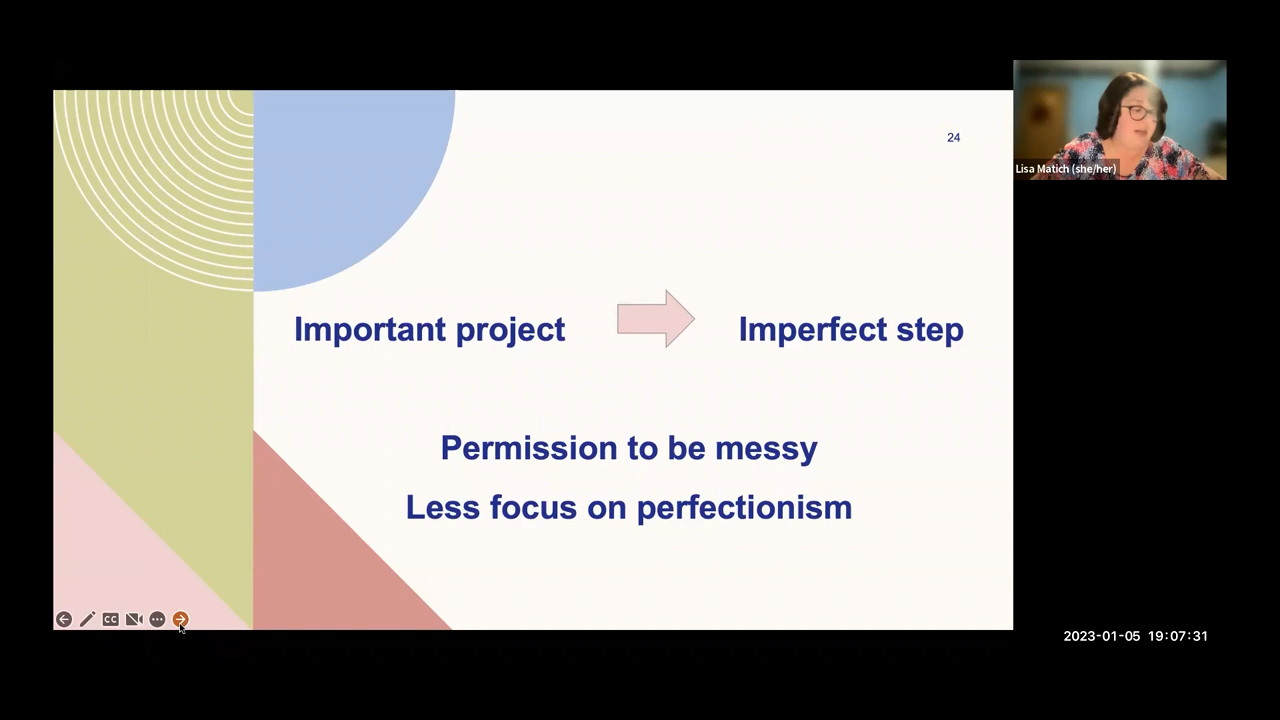 24
Lisa Matich (she/her)
Important project
Imperfect step
Permission to be messy
Less focus on perfectionism
CC
2023-01-05 19:07:31